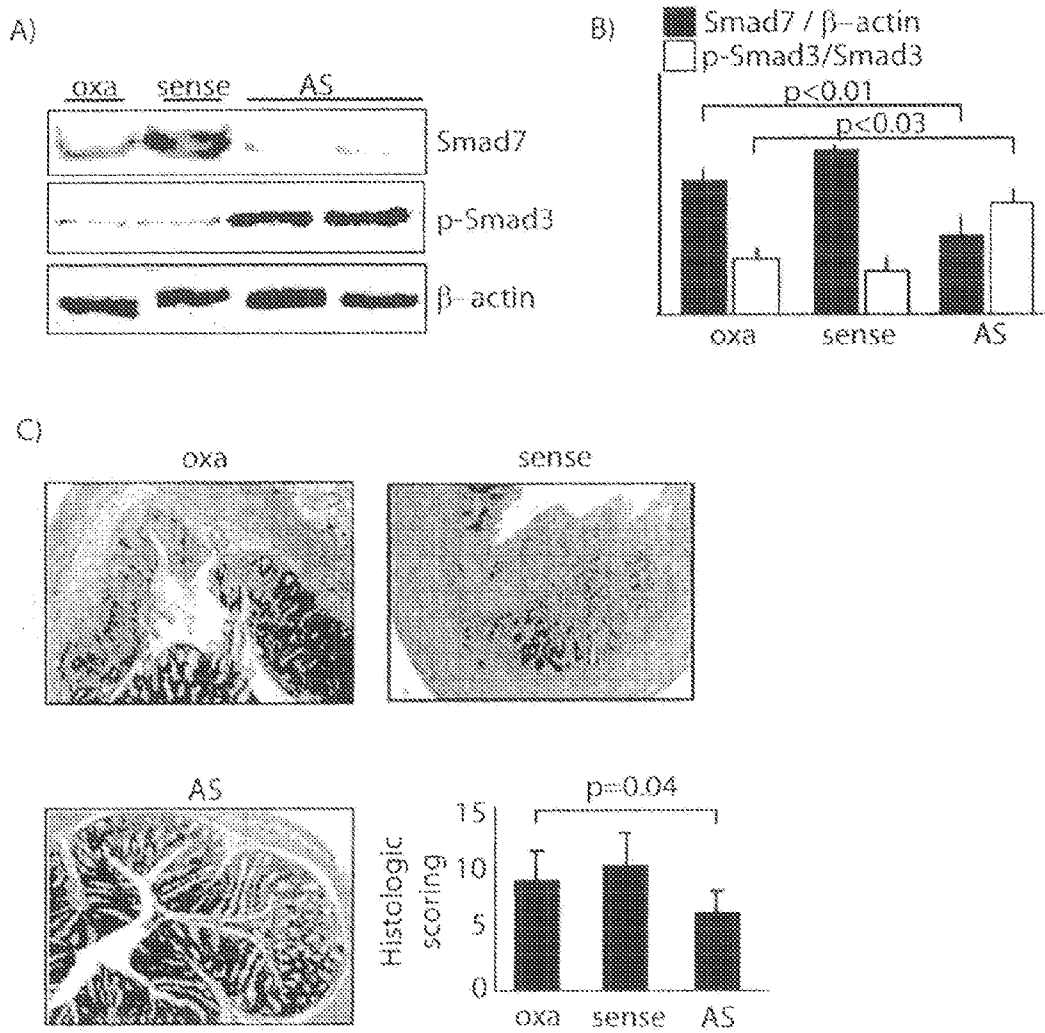 A)
oxa sense AS
Smad7
p-Smad3
β-actin
B)
Smad7 / β-actin
p-Smad3/Smad3
p<0.01
p<0.03
oxa sense AS
C)
oxa sense
AS
p=0.04
Histologic
scoring
15
10
5
0
oxa sense AS